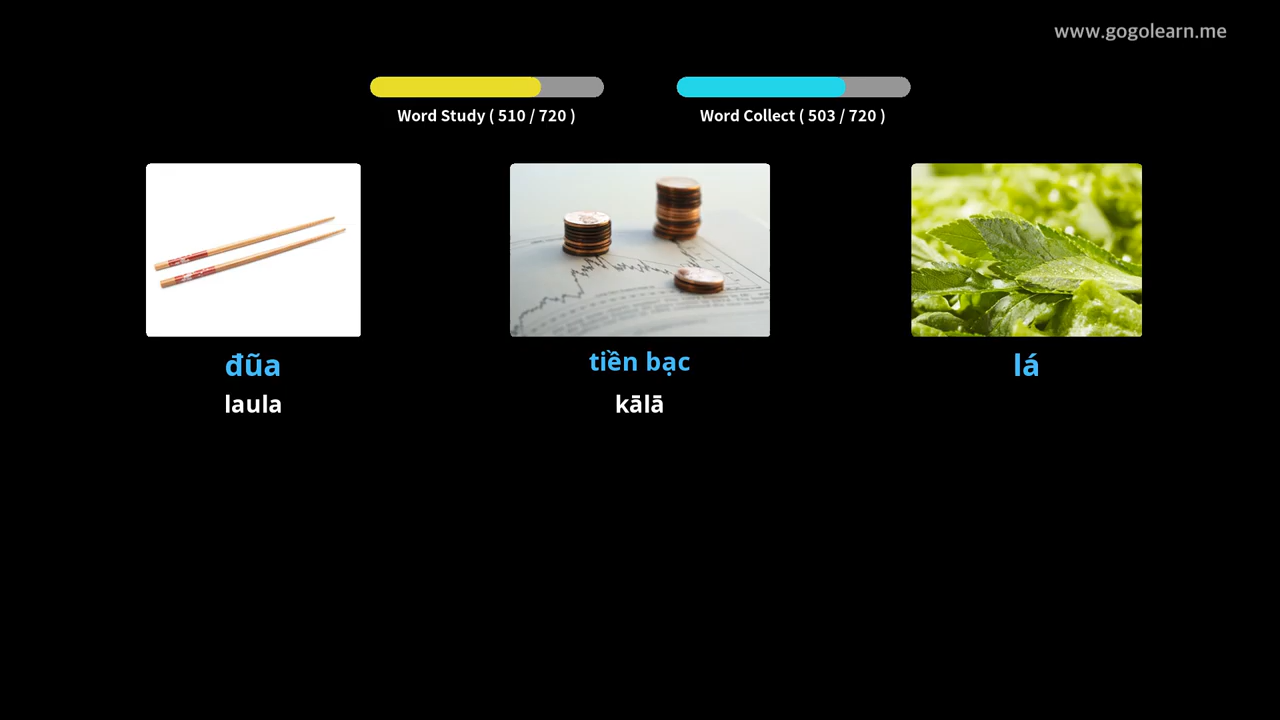 www.gogolearn.me
Word Study ( 510 / 720 )
Word Collect ( 503 / 720 )
đũa
tiền bạc
lá
laula
kālā